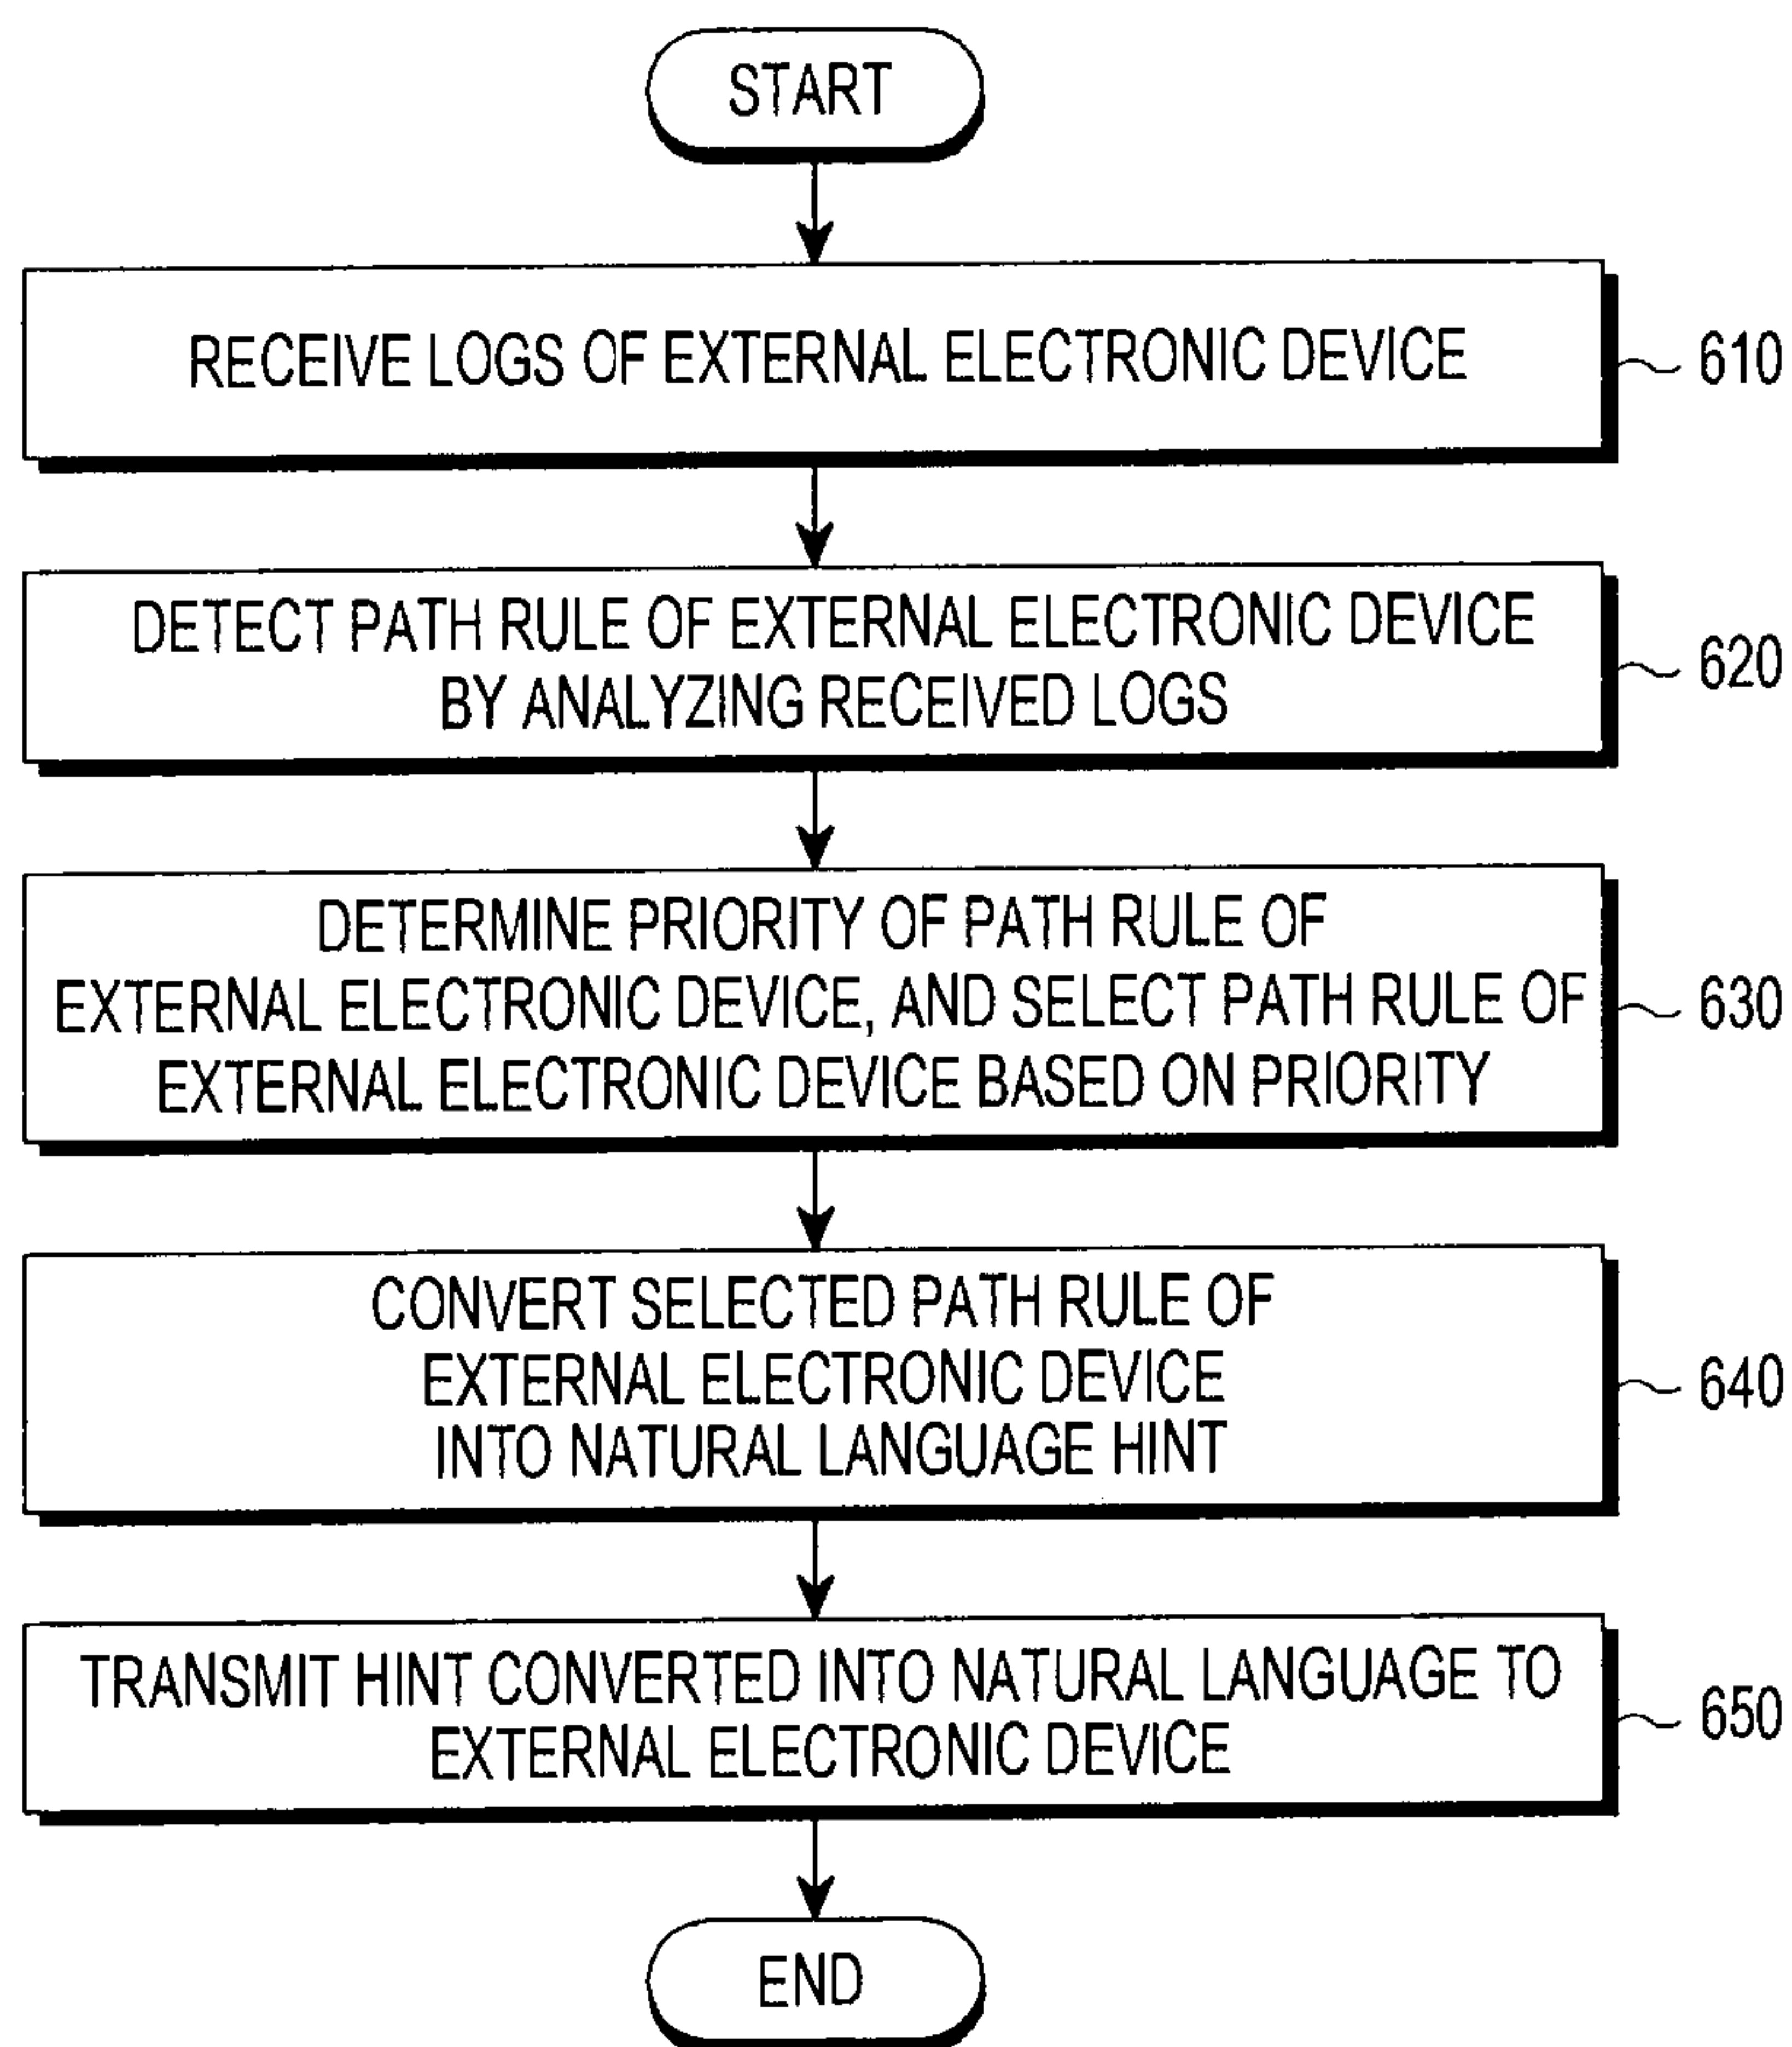 START
RECEIVE LOGS OF EXTERNAL ELECTRONIC DEVICE
610
DETECT PATH RULE OF EXTERNAL ELECTRONIC DEVICE
BY ANALYZING RECEIVED LOGS
620
DETERMINE PRIORITY OF PATH RULE OF
EXTERNAL ELECTRONIC DEVICE, AND SELECT PATH RULE OF
EXTERNAL ELECTRONIC DEVICE BASED ON PRIORITY
630
CONVERT SELECTED PATH RULE OF
EXTERNAL ELECTRONIC DEVICE
INTO NATURAL LANGUAGE HINT
640
TRANSMIT HINT CONVERTED INTO NATURAL LANGUAGE TO
EXTERNAL ELECTRONIC DEVICE
650
END